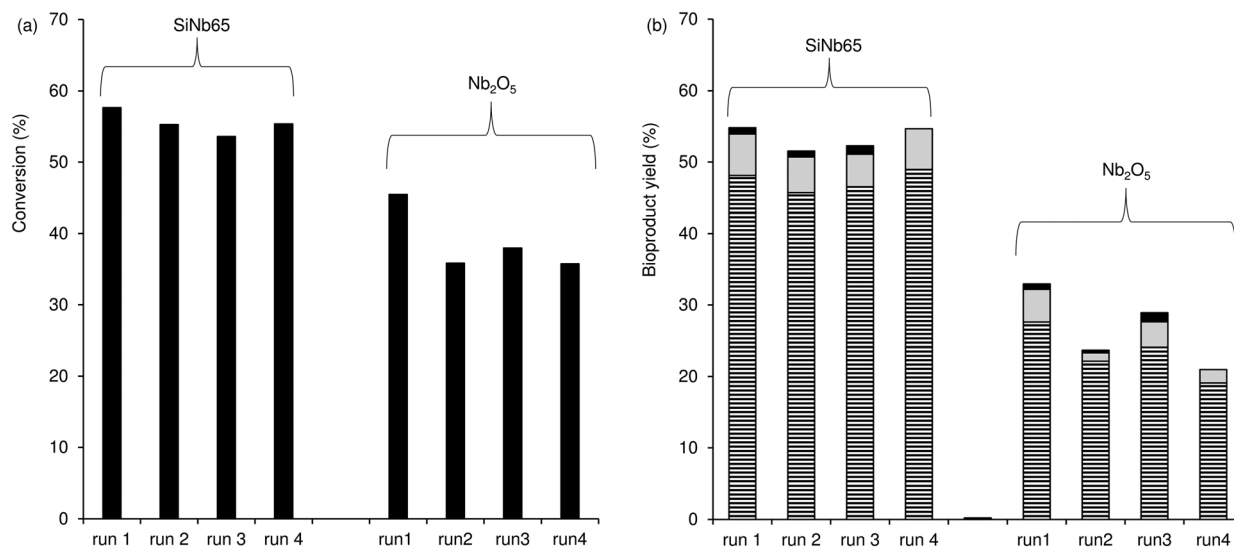 (a)
SiNb65
Nb₂O₅
Conversion (%)
70
60
50
40
30
20
10
0
run 1 run 2 run 3 run 4 run1 run2 run3 run4
(b)
SiNb65
Nb₂O₅
Bioproduct yield (%)
70
60
50
40
30
20
10
0
run 1 run 2 run 3 run 4 run1 run2 run3 run4